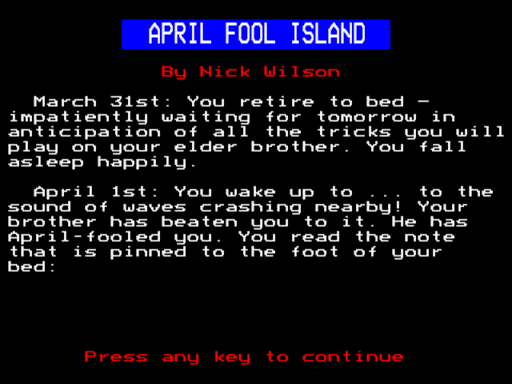 APRIL FOOL ISLAND
By Nick Wilson
March 31st: You retire to bed -
impatiently waiting for tomorrow in
anticipation of all the tricks you will
play on your elder brother. You fall
asleep happily.
April 1st: You wake up to ... to the
sound of waves crashing nearby! Your
brother has beaten you to it. He has
April-fooled you. You read the note
that is pinned to the foot of your
bed:
Press any key to continue